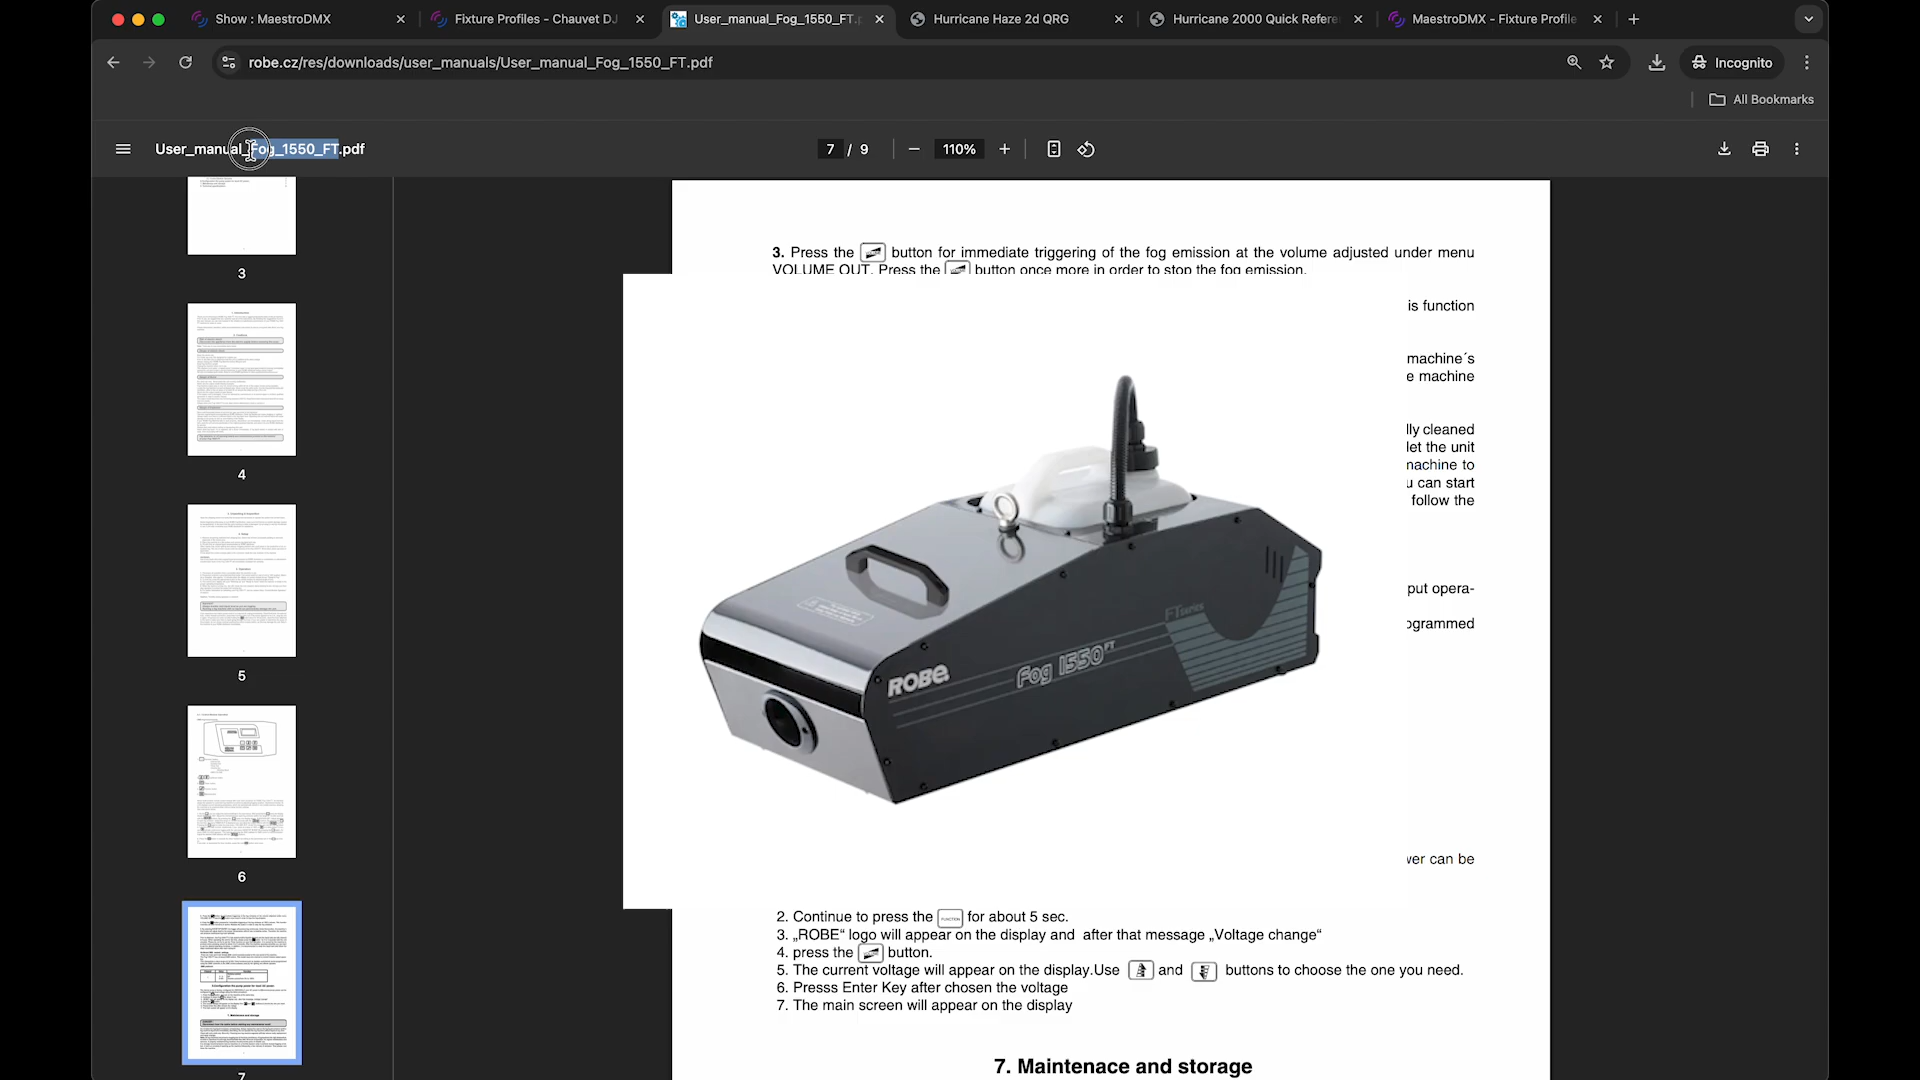 Show : MaestroDMX
Fixture Profiles - Chauvet DJ
User_manual_Fog_1550_FT.p
Hurricane Haze 2d QRG
Hurricane 2000 Quick Refere
MaestroDMX - Fixture Profile
robe.cz/res/downloads/user_manuals/User_manual_Fog_1550_FT.pdf
Incognito
All Bookmarks
User_manual_Fog_1550_FT.pdf
7 / 9
110%
3
4
5
6
7
3. Press the button for immediate triggering of the fog emission at the volume adjusted under menu
VOLUME OUT. Press the button once more in order to stop the fog emission.
is function
machine´s
e machine
lly cleaned
let the unit
machine to
u can start
follow the
put opera-
ogrammed
wer can be
FTseries
ROBE
Fog 1550FT
2. Continue to press the FUNCTION for about 5 sec.
3. „ROBE“ logo will appear on the display and after that message „Voltage change“
4. press the button.
5. The current voltage will appear on the display.Use and buttons to choose the one you need.
6. Presss Enter Key after chosen the voltage
7. The main screen will appear on the display
7. Maintenace and storage